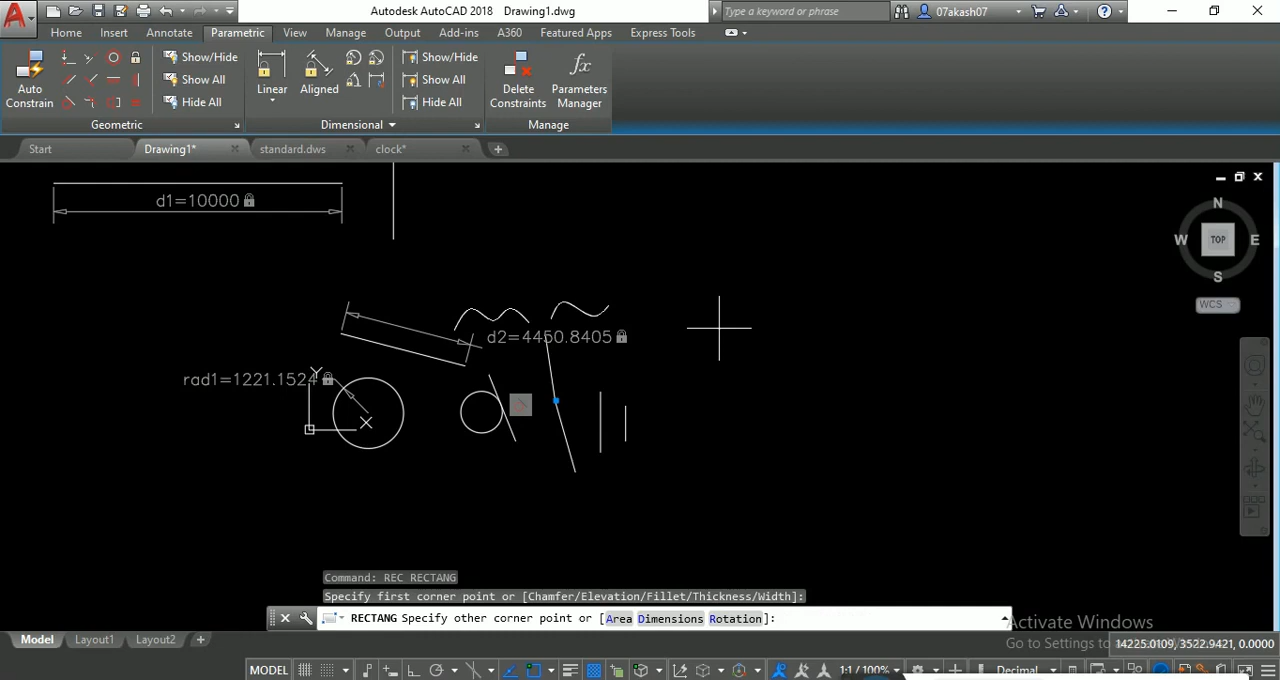 Autodesk AutoCAD 2018 Drawing1.dwg
Type a keyword or phrase
07akash07
Home Insert Annotate Parametric View Manage Output Add-ins A360 Featured Apps Express Tools
Auto Constrain
Show/Hide
Show All
Hide All
Linear
Aligned
Show/Hide
Show All
Hide All
Delete Constraints
Parameters Manager
fx
Geometric
Dimensional
Manage
Start Drawing1* standard.dws clock*
d1=10000
N
W TOP E
S
WCS
d2=4450.8405
rad1=1221.1524
Y
X
Command: REC RECTANG
Specify first corner point or [Chamfer/Elevation/Fillet/Thickness/Width]:
RECTANG Specify other corner point or [Area Dimensions Rotation]:
Activate Windows
Go to Settings to
14225.0109, 3522.9421, 0.0000
Model Layout1 Layout2
MODEL
1:1 / 100%
Decimal